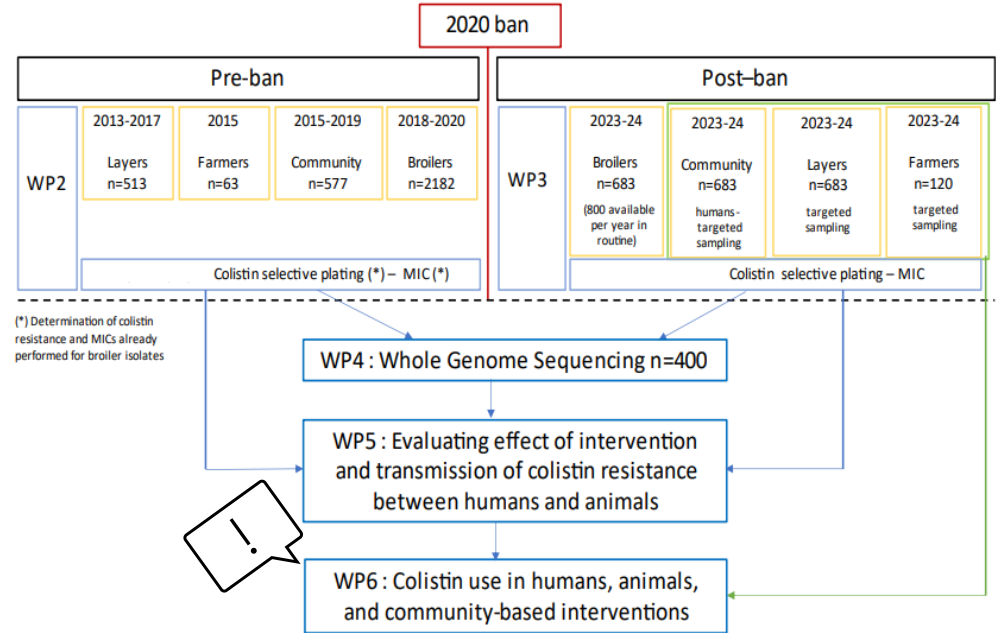 2020 ban
Pre-ban
Post–ban
WP2
2013-2017
Layers
n=513
2015
Farmers
n=63
2015-2019
Community
n=577
2018-2020
Broilers
n=2182
Colistin selective plating (*) – MIC (*)
WP3
2023-24
Broilers
n=683
(800 available
per year in
routine)
2023-24
Community
n=683
humans-
targeted
sampling
2023-24
Layers
n=683
targeted
sampling
2023-24
Farmers
n=120
targeted
sampling
Colistin selective plating – MIC
(*) Determination of colistin
resistance and MICs already
performed for broiler isolates
WP4 : Whole Genome Sequencing n=400
WP5 : Evaluating effect of intervention
and transmission of colistin resistance
between humans and animals
!
WP6 : Colistin use in humans, animals,
and community-based interventions